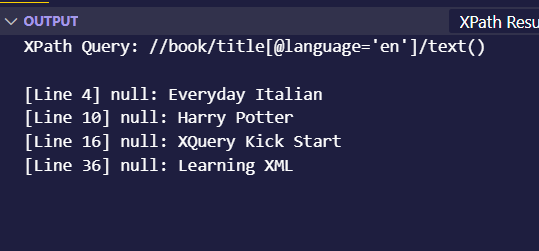 OUTPUT
XPath Resu
XPath Query: //book/title[@language='en']/text()
[Line 4] null: Everyday Italian
[Line 10] null: Harry Potter
[Line 16] null: XQuery Kick Start
[Line 36] null: Learning XML